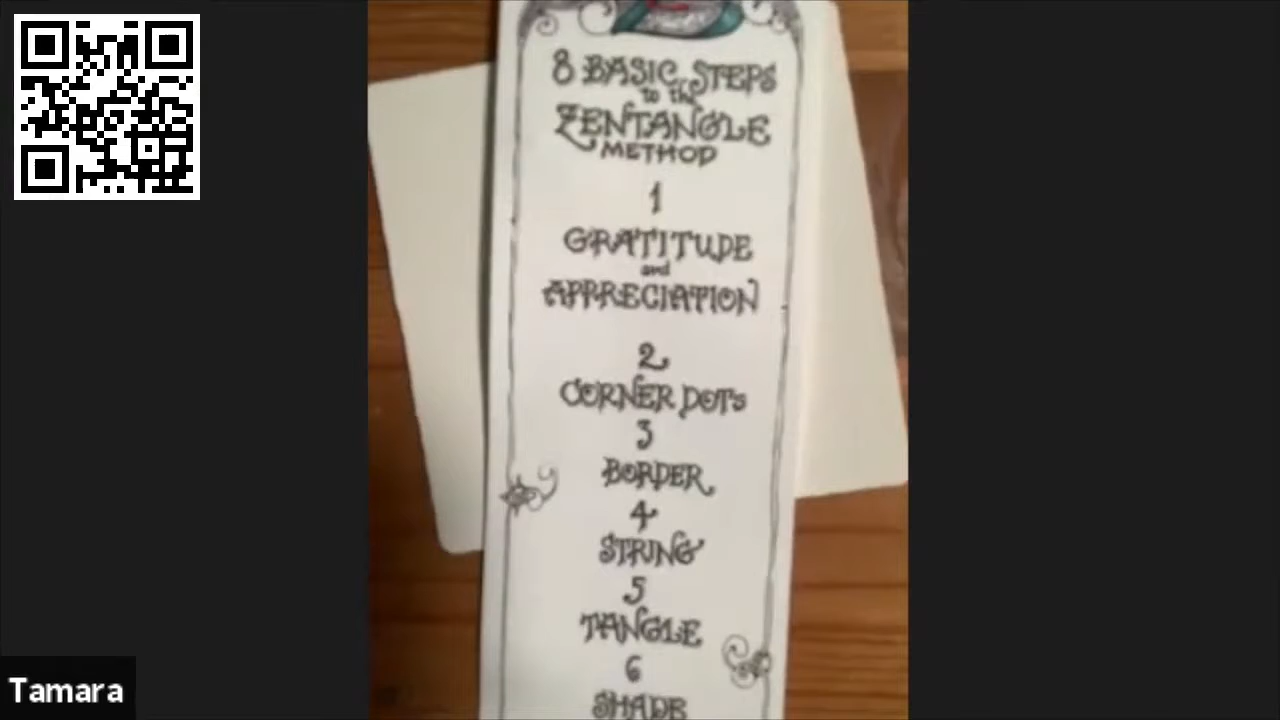 8 BASIC STEPS
to the
ZENTANGLE
METHOD
1
GRATITUDE
and
APPRECIATION
2
CORNER DOTs
3
BORDER
4
STRING
5
TANGLE
6
SHADE
Tamara